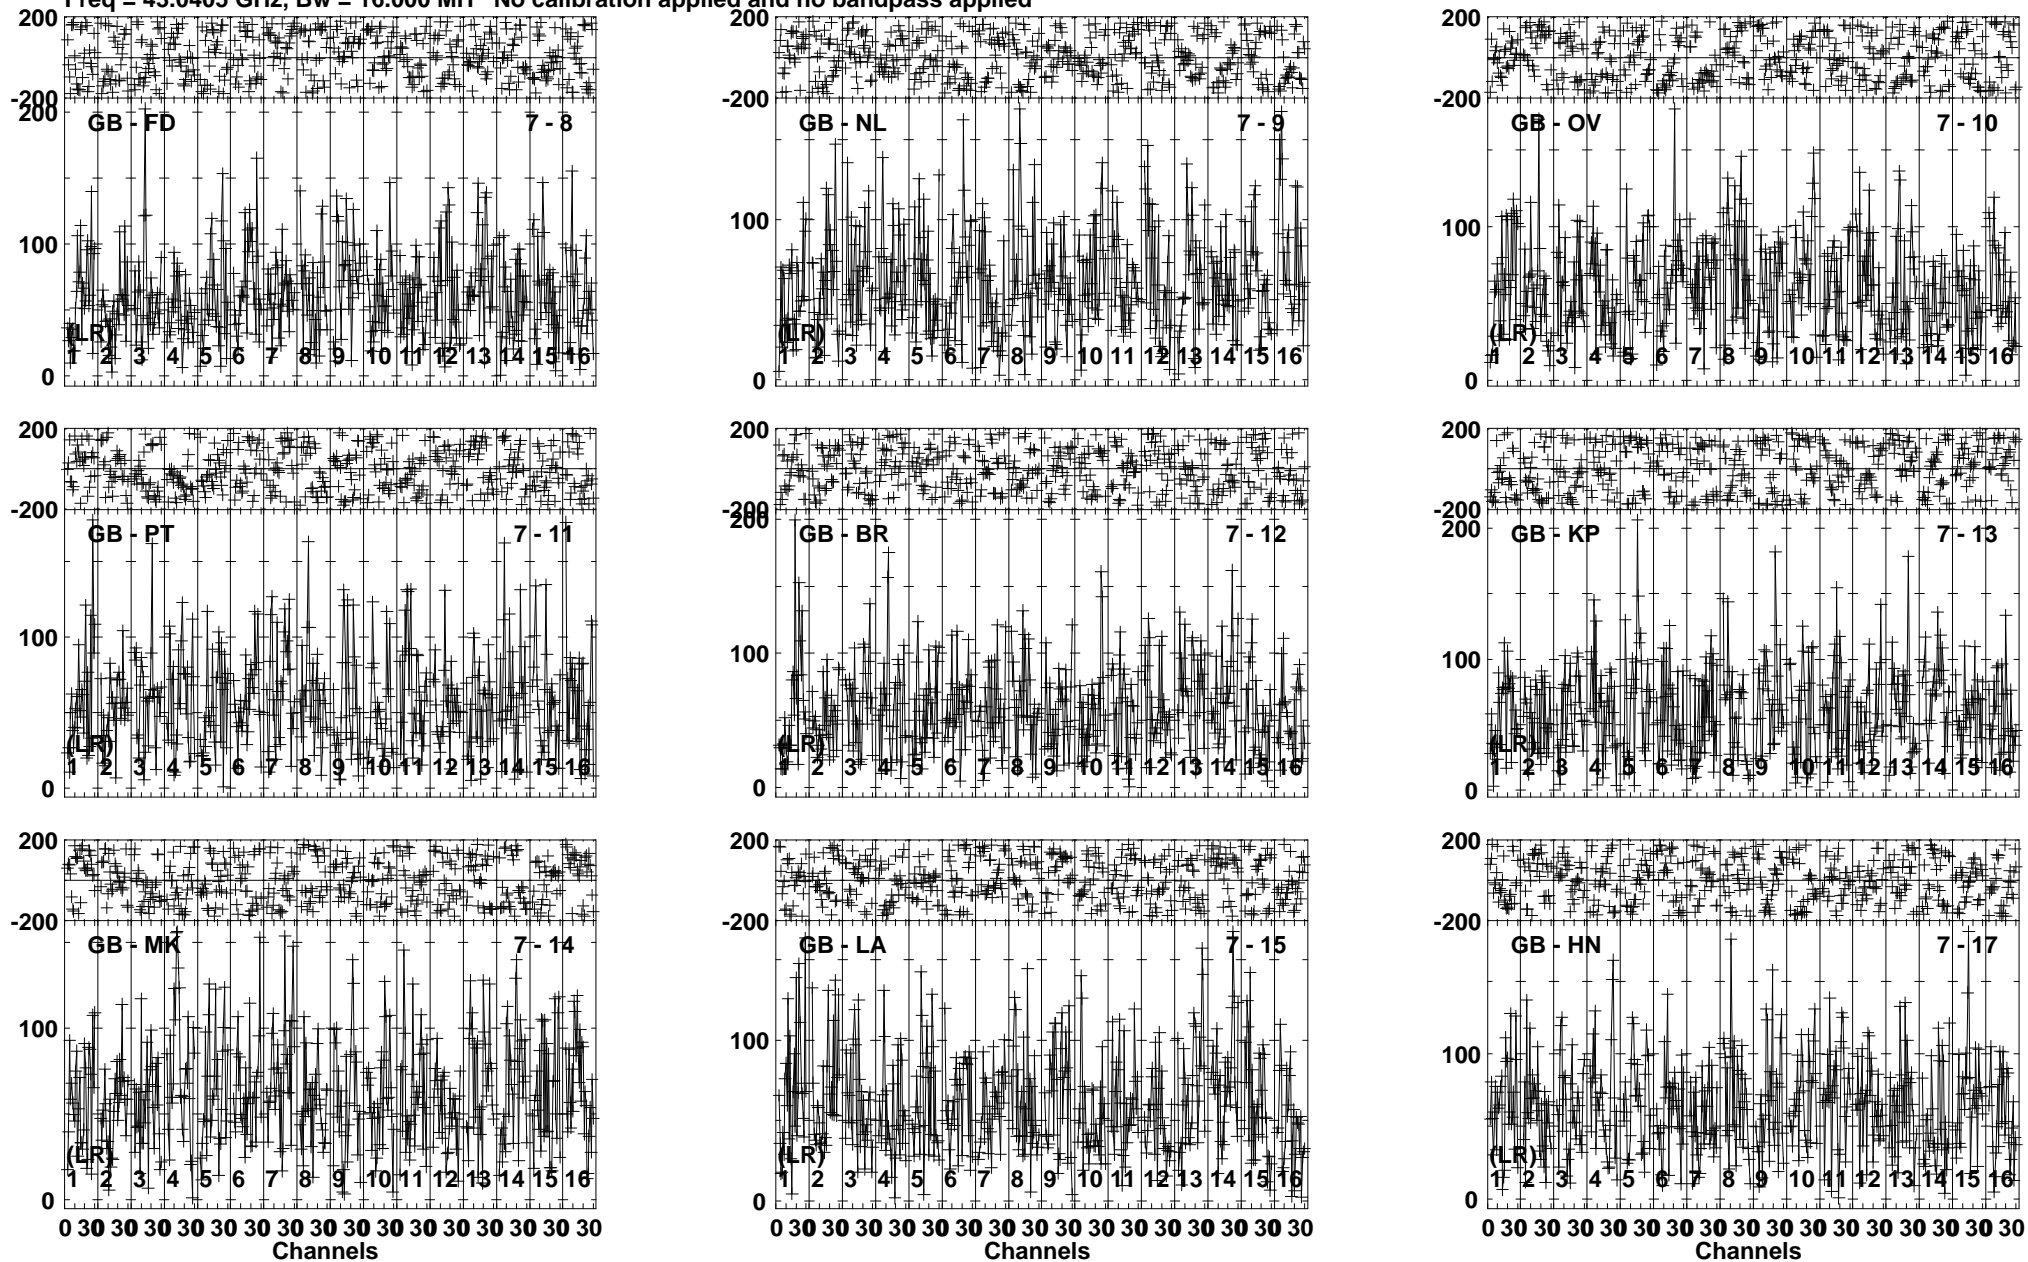 Freq = 43.0405 GHz, Bw = 16.000 MH No calibration applied and no bandpass applied
200 200 200
-200 -200 -200
200
GB - FD 7 - 8 GB - NL 7 - 9 GB - OV 7 - 10
100 100 100
(LR) (LR) (LR)
1 2 3 4 5 6 7 8 9 10 11 12 13 14 15 16 1 2 3 4 5 6 7 8 9 10 11 12 13 14 15 16 1 2 3 4 5 6 7 8 9 10 11 12 13 14 15 16
0 0 0
200 200 200
-200 -200 -200
200 200
GB - PT 7 - 11 GB - BR 7 - 12 GB - KP 7 - 13
100 100 100
(LR) (LR) (LR)
1 2 3 4 5 6 7 8 9 10 11 12 13 14 15 16 1 2 3 4 5 6 7 8 9 10 11 12 13 14 15 16 1 2 3 4 5 6 7 8 9 10 11 12 13 14 15 16
0 0 0
200 200 200
-200 -200 -200
GB - MK 7 - 14 GB - LA 7 - 15 GB - HN 7 - 17
100 100 100
(LR) (LR) (LR)
1 2 3 4 5 6 7 8 9 10 11 12 13 14 15 16 1 2 3 4 5 6 7 8 9 10 11 12 13 14 15 16 1 2 3 4 5 6 7 8 9 10 11 12 13 14 15 16
0 0 0
0 30 30 30 30 30 30 30 30 30 30 30 30 30 30 30 30 0 30 30 30 30 30 30 30 30 30 30 30 30 30 30 30 30 0 30 30 30 30 30 30 30 30 30 30 30 30 30 30 30 30
Channels Channels Channels